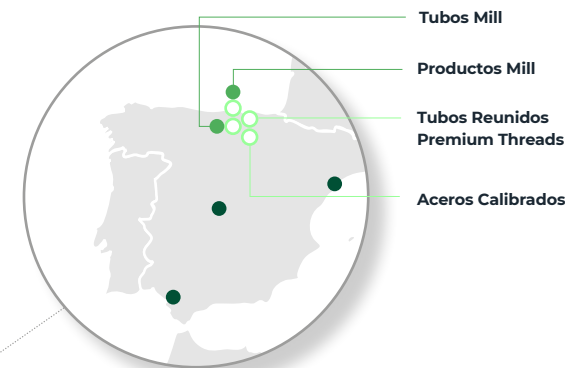 Tubos Mill
Productos Mill
Tubos Reunidos
Premium Threads
Aceros Calibrados